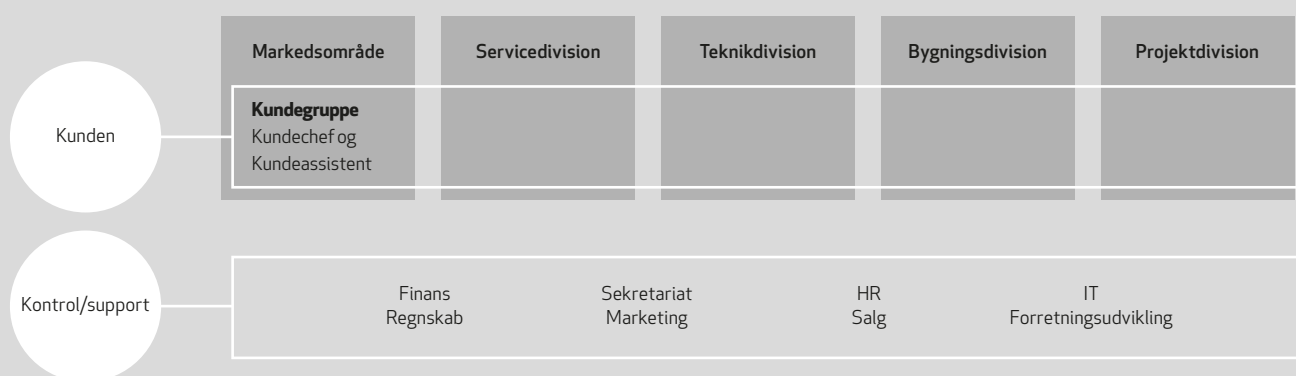 Markedsområde
Servicedivision
Teknikdivision
Bygningsdivision
Projektdivision
Kunden
Kundegruppe
Kundechef og
Kundeassistent
Kontrol/support
Finans
Regnskab
Sekretariat
Marketing
HR
Salg
IT
Forretningsudvikling